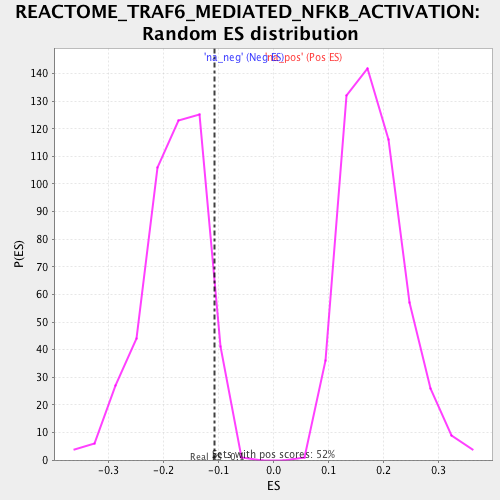 REACTOME_TRAF6_MEDIATED_NFKB_ACTIVATION:
Random ES distribution
'na_neg' (Neg ES)
(Pos ES)
140
130
120
110
100
90
80
70
60
50
40
30
20
10
0
P(ES)
Real ES
Sets with pos scores: 52%
-0.3
-0.2
-0.1
0.0
0.1
0.2
0.3
ES